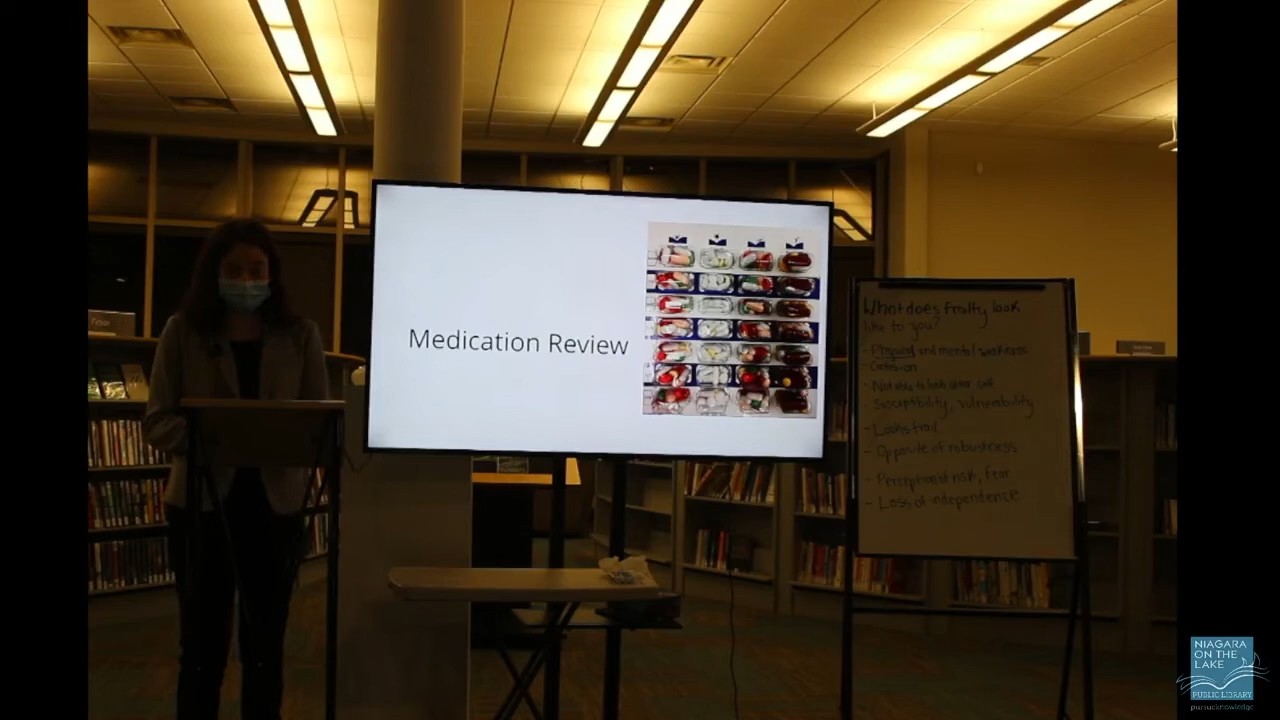 Medication Review
What does frailty look
like to you?
- Physical and mental weakness
- Confusion
- Not able to look after self
- Susceptibility, vulnerability
- Looks frail
- Opposite of robustness
- Perception of risk, fear
- Loss of independence
NIAGARA
ON THE
LAKE
PUBLIC LIBRARY